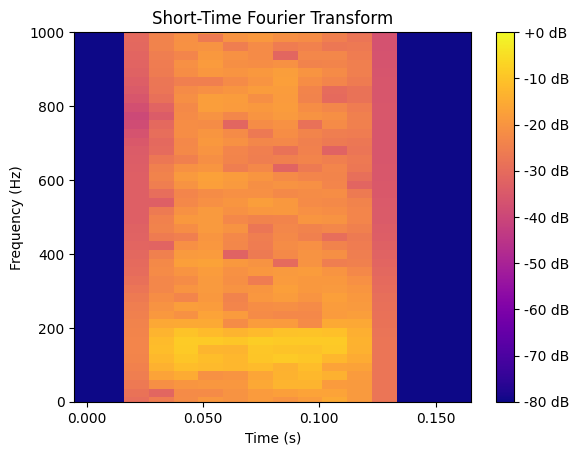 Short-Time Fourier Transform
1000
800
600
400
200
0
Frequency (Hz)
0.000
0.050
0.100
0.150
Time (s)
+0 dB
-10 dB
-20 dB
-30 dB
-40 dB
-50 dB
-60 dB
-70 dB
-80 dB